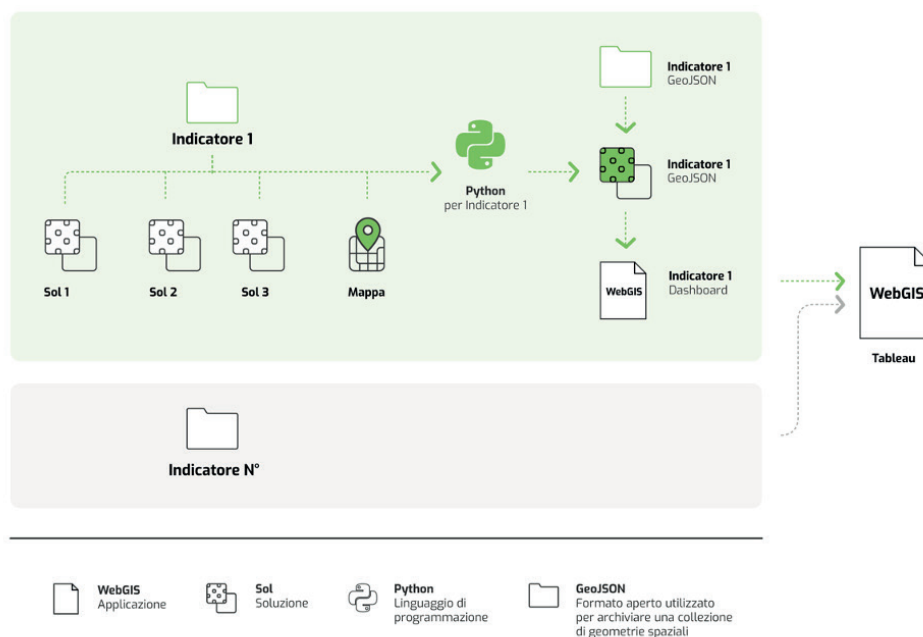 Indicatore 1
GeoJSON
Indicatore 1
Python
per Indicatore 1
Indicatore 1
GeoJSON
Sol 1
Sol 2
Sol 3
Mappa
WebGIS
Indicatore 1
Dashboard
WebGIS
Tableau
Indicatore N°
WebGIS
Applicazione
Sol
Soluzione
Python
Linguaggio di
programmazione
GeoJSON
Formato aperto utilizzato
per archiviare una collezione
di geometrie spaziali